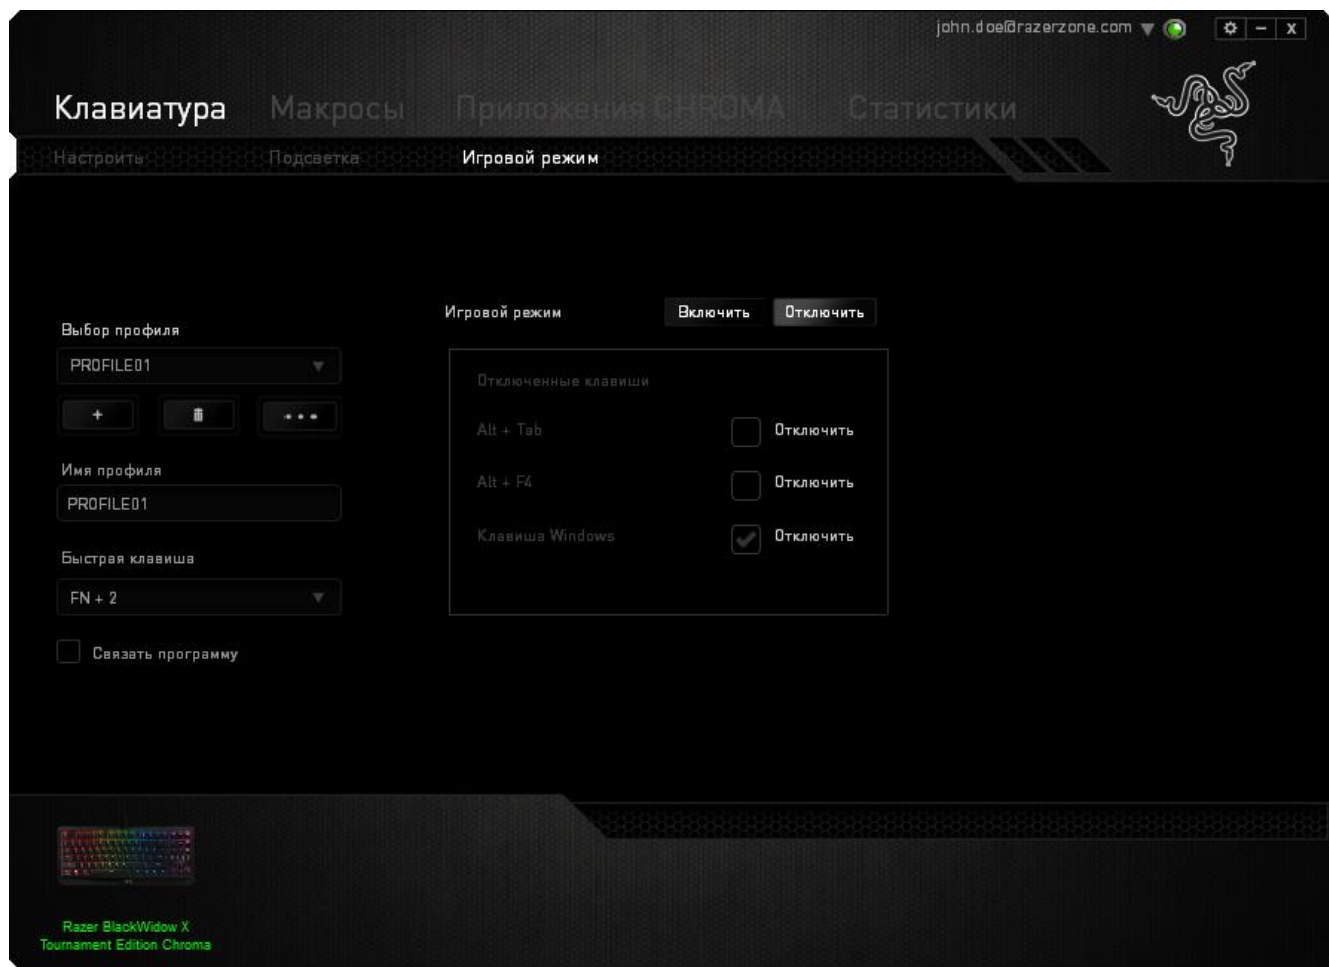 john.doe@razerzone.com
X
Клавиатура Макросы Приложения CHROMA Статистики
Настроить Подсветка Игровой режим
Игровой режим Включить Отключить
Выбор профиля
PROFILE01
Отключенные клавиши
Alt + Tab Отключить
Имя профиля
PROFILE01
Alt + F4 Отключить
Клавиша Windows Отключить
Быстрая клавиша
FN + 2
Связать программу
Razer BlackWidow X
Tournament Edition Chroma